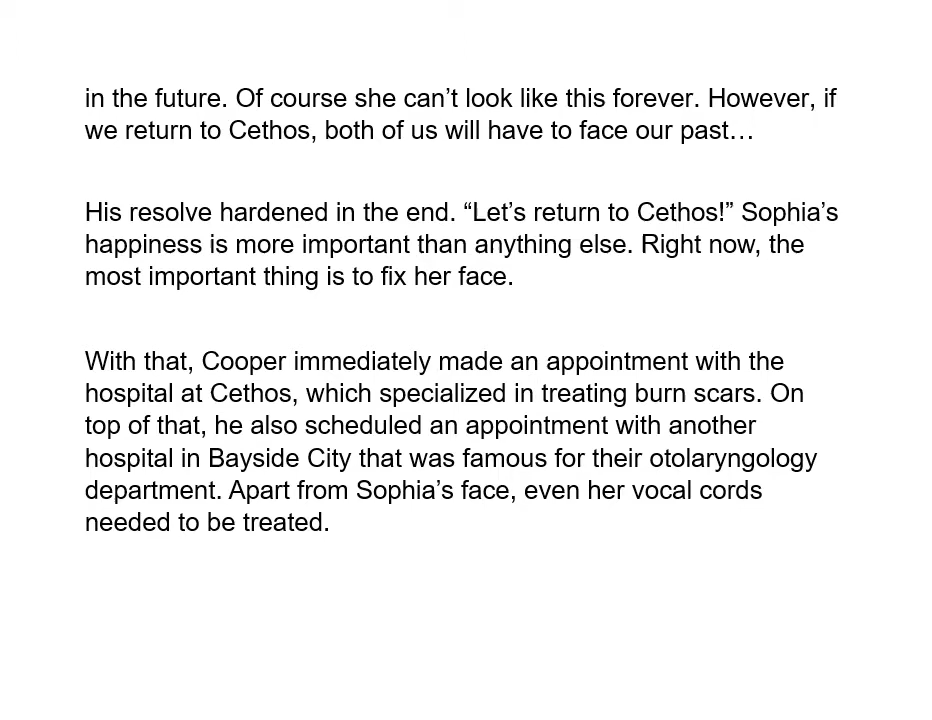 in the future. Of course she can’t look like this forever. However, if
we return to Cethos, both of us will have to face our past…
His resolve hardened in the end. “Let’s return to Cethos!” Sophia’s
happiness is more important than anything else. Right now, the
most important thing is to fix her face.
With that, Cooper immediately made an appointment with the
hospital at Cethos, which specialized in treating burn scars. On
top of that, he also scheduled an appointment with another
hospital in Bayside City that was famous for their otolaryngology
department. Apart from Sophia’s face, even her vocal cords
needed to be treated.